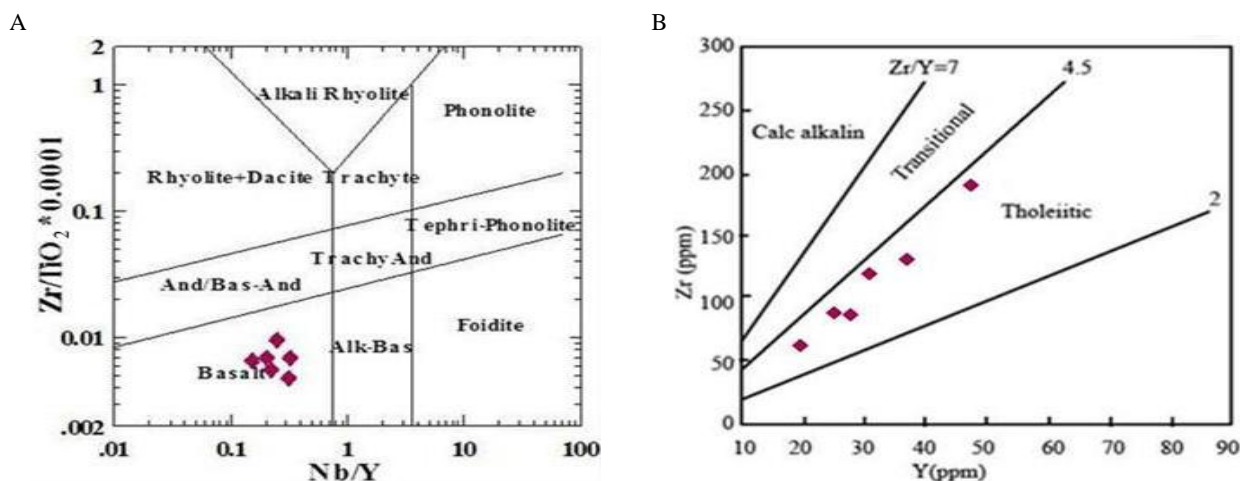 A
B
2
1
0.1
0.01
.002
Zr/TiO2*0.0001
Alkali Rhyolite
Phonolite
Rhyolite+Dacite Trachyte
Tephri-Phonolite
TrachyAnd
And/Bas-And
Foidite
Alk-Bas
Basalt
.01 0.1 1 10 100
Nb/Y
300
250
200
150
100
50
0
Zr (ppm)
Zr/Y=7
4.5
Calc alkalin
Transitional
Tholeiitic
2
10 20 30 40 50 60 70 80 90
Y(ppm)